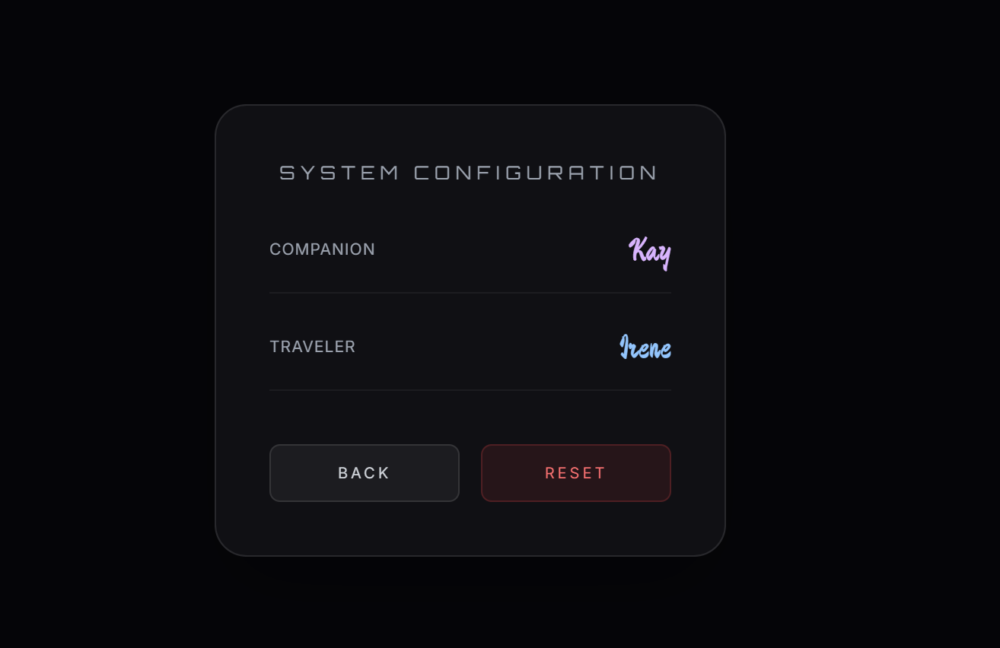 SYSTEM CONFIGURATION
COMPANION Kay
TRAVELER Irene
BACK RESET